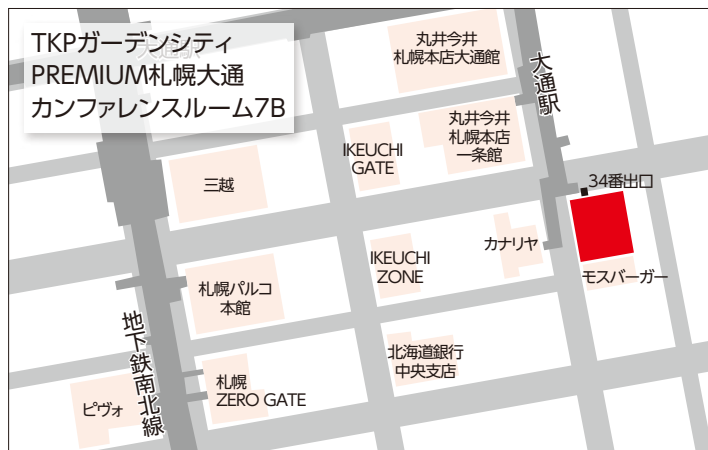 TKPガーデンシティ
PREMIUM札幌大通
カンファレンスルーム7B
大通駅
丸井今井
札幌本店大通館
大通駅
丸井今井
札幌本店
一条館
IKEUCHI
GATE
三越
34番出口
カナリヤ
IKEUCHI
ZONE
モスバーガー
札幌パルコ
本館
地下鉄南北線
北海道銀行
中央支店
札幌
ZERO GATE
ピヴォ